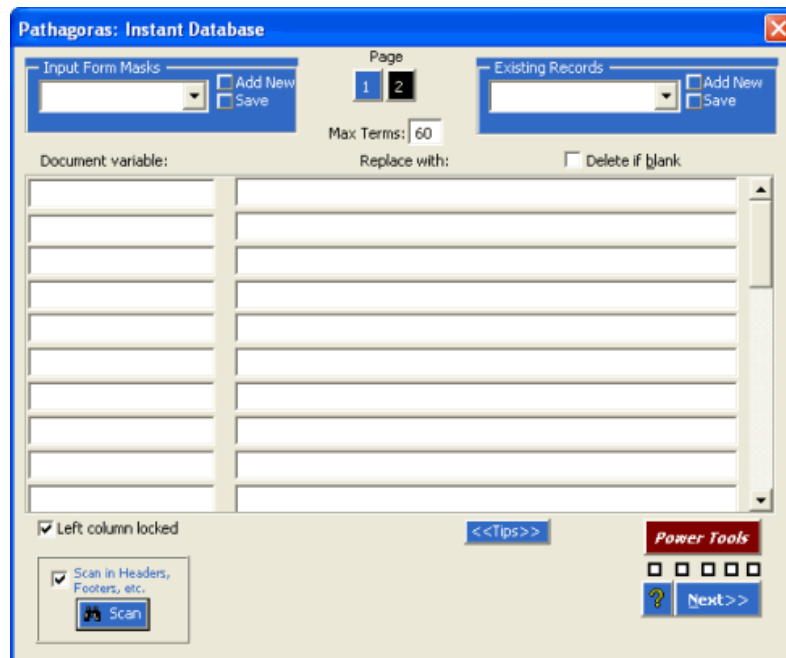 Pathagoras: Instant Database
Input Form Masks
Add New
Save
Page
1 2
Existing Records
Add New
Save
Max Terms: 60
Document variable: Replace with: Delete if blank
Left column locked
<<Tips>>
Power Tools
Scan in Headers,
Footers, etc.
Scan
? Next>>